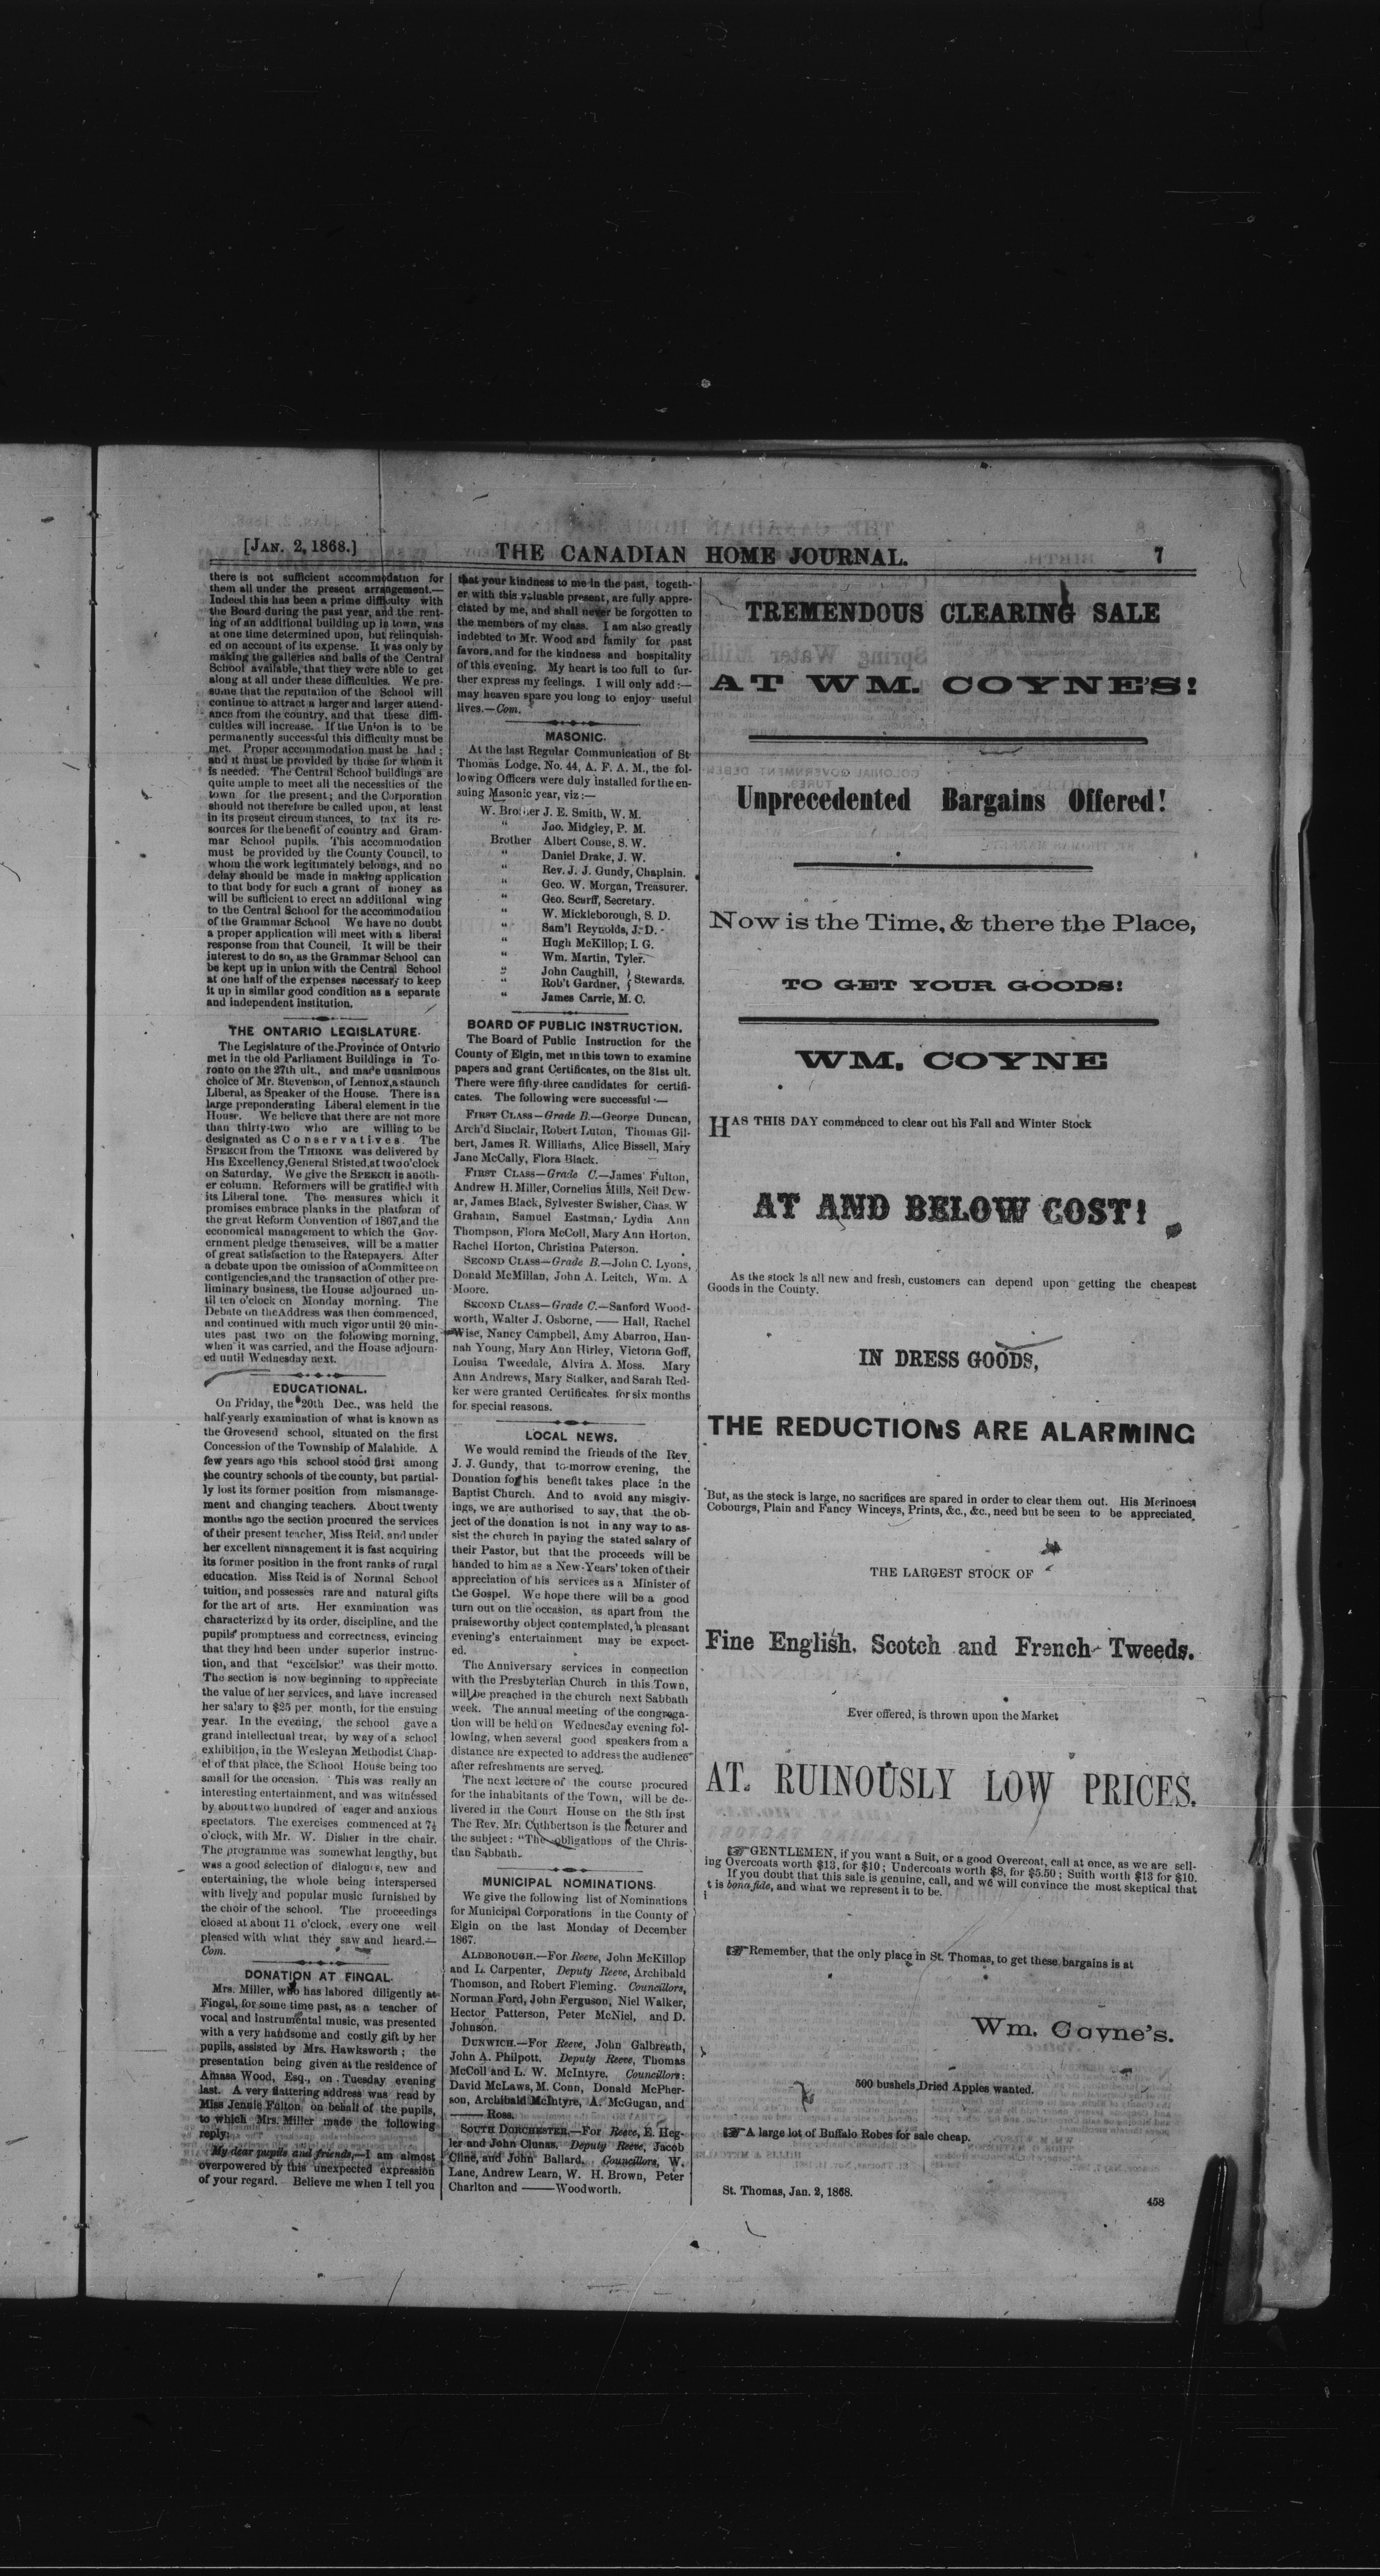 [JAN. 2, 1868.]
THE CANADIAN HOME JOURNAL.
7
there is not sufficient accommodation for
them all under the present arrangement.—
Indeed this has been a prime difficulty with
the Board during the past year, and the rent-
ing of an additional building up in town, was
at one time determined upon, but relinquish-
ed on account of its expense. It was only by
making the galleries and halls of the Central
School available, that they were able to get
along at all under these difficulties. We pre-
sume that the reputation of the School will
continue to attract a larger and larger attend-
ance from the country, and that these diffi-
culties will increase. If the Union is to be
permanently successful this difficulty must be
met. Proper accommodation must be had;
and it must be provided by those for whom it
is needed. The Central School buildings are
quite ample to meet all the necessities of the
town for the present; and the Corporation
should not therefore be called upon, at least
in its present circumstances, to tax its re-
sources for the benefit of country and Gram-
mar School pupils. This accommodation
must be provided by the County Council, to
whom the work legitimately belongs, and no
delay should be made in making application
to that body for such a grant of money as
will be sufficient to erect an additional wing
to the Central School for the accommodation
of the Grammar School We have no doubt
a proper application will meet with a liberal
response from that Council, It will be their
interest to do so, as the Grammar School can
be kept up in union with the Central School
at one half of the expenses necessary to keep
it up in similar good condition as a separate
and independent institution.
THE ONTARIO LEGISLATURE.
The Legislature of the Province of Ontario
met in the old Parliament Buildings in To-
ronto on the 27th ult., and made unanimous
choice of Mr. Stevenson, of Lennox, a staunch
Liberal, as Speaker of the House. There is a
large preponderating Liberal element in the
House. We believe that there are not more
than thirty-two who are willing to be
designated as Conservatives. The
SPEECH from the THRONE was delivered by
His Excellency, General Stisted, at two o'clock
on Saturday. We give the SPEECH in anoth-
er column. Reformers will be gratified with
its Liberal tone. The measures which it
promises embrace planks in the platform of
the great Reform Convention of 1867, and the
economical management to which the Gov-
ernment pledge themselves, will be a matter
of great satisfaction to the Ratepayers. After
a debate upon the omission of a Committee on
contigencies, and the transaction of other pre-
liminary business, the House adjourned un-
til ten o'clock on Monday morning. The
Debate on the Address was then commenced,
and continued with much vigor until 20 min-
utes past two on the following morning,
when it was carried, and the House adjourn-
ed until Wednesday next.
EDUCATIONAL.
On Friday, the 20th Dec., was held the
half-yearly examination of what is known as
the Grovesend school, situated on the first
Concession of the Township of Malahide. A
few years ago this school stood first among
the country schools of the county, but partial-
ly lost its former position from mismanage-
ment and changing teachers. About twenty
months ago the section procured the services
of their present teacher, Miss Reid, and under
her excellent management it is fast acquiring
its former position in the front ranks of rural
education. Miss Reid is of Normal School
tuition, and possesses rare and natural gifts
for the art of arts. Her examination was
characterized by its order, discipline, and the
pupils' promptness and correctness, evincing
that they had been under superior instruc-
tion, and that "excelsior" was their motto.
The section is now beginning to appreciate
the value of her services, and have increased
her salary to $25 per month, for the ensuing
year. In the evening, the school gave a
grand intellectual treat, by way of a school
exhibition, in the Wesleyan Methodist Chap-
el of that place, the School House being too
small for the occasion. This was really an
interesting entertainment, and was witnessed
by about two hundred of eager and anxious
spectators. The exercises commenced at 7½
o'clock, with Mr. W. Disher in the chair.
The programme was somewhat lengthy, but
was a good selection of dialogues, new and
entertaining, the whole being interspersed
with lively and popular music furnished by
the choir of the school. The proceedings
closed at about 11 o'clock, every one well
pleased with what they saw and heard.—
Com.
DONATION AT FINGAL.
Mrs. Miller, who has labored diligently at
Fingal, for some time past, as a teacher of
vocal and instrumental music, was presented
with a very handsome and costly gift by her
pupils, assisted by Mrs. Hawksworth; the
presentation being given at the residence of
Amasa Wood, Esq., on Tuesday evening
last. A very flattering address was read by
Miss Jennie Fulton on behalf of the pupils,
to which Mrs. Miller made the following
reply:
My dear pupils and friends,—I am almost
overpowered by this unexpected expression
of your regard. Believe me when I tell you
that your kindness to me in the past, togeth-
er with this valuable present, are fully appre-
ciated by me, and shall never be forgotten to
the members of my class. I am also greatly
indebted to Mr. Wood and family for past
favors, and for the kindness and hospitality
of this evening. My heart is too full to fur-
ther express my feelings. I will only add:—
may heaven spare you long to enjoy useful
lives.—Com.
MASONIC.
At the last Regular Communication of St
Thomas Lodge, No. 44, A. F. A. M., the fol-
lowing Officers were duly installed for the en-
suing Masonic year, viz:—
W. Brother J. E. Smith, W. M.
" Jno. Midgley, P. M.
Brother Albert Couse, S. W.
" Daniel Drake, J. W.
" Rev. J. J. Gundy, Chaplain.
" Geo. W. Morgan, Treasurer.
" Geo. Scurff, Secretary.
" W. Mickleborough, S. D.
" Sam'l Reynolds, J. D.
" Hugh McKillop, I. G.
" Wm. Martin, Tyler.
" John Caughill, }
" Rob't Gardner, } Stewards.
" James Carrie, M. C.
BOARD OF PUBLIC INSTRUCTION.
The Board of Public Instruction for the
County of Elgin, met in this town to examine
papers and grant Certificates, on the 31st ult.
There were fifty-three candidates for certifi-
cates. The following were successful:—
FIRST CLASS—Grade B.—George Duncan,
Arch'd Sinclair, Robert Luton, Thomas Gil-
bert, James R. Williams, Alice Bissell, Mary
Jane McCally, Flora Black.
FIRST CLASS—Grade C.—James Fulton,
Andrew H. Miller, Cornelius Mills, Neil Dew-
ar, James Black, Sylvester Swisher, Chas. W
Graham, Samuel Eastman, Lydia Ann
Thompson, Flora McColl, Mary Ann Horton,
Rachel Horton, Christina Paterson.
SECOND CLASS—Grade B.—John C. Lyons,
Donald McMillan, John A. Leitch, Wm. A
Moore.
SECOND CLASS—Grade C.—Sanford Wood-
worth, Walter J. Osborne, —— Hall, Rachel
Wise, Nancy Campbell, Amy Abarron, Han-
nah Young, Mary Ann Hirley, Victoria Goff,
Louisa Tweedale, Alvira A. Moss. Mary
Ann Andrews, Mary Stalker, and Sarah Red-
ker were granted Certificates for six months
for special reasons.
LOCAL NEWS.
We would remind the friends of the Rev.
J. J. Gundy, that to-morrow evening, the
Donation for his benefit takes place in the
Baptist Church. And to avoid any misgiv-
ings, we are authorised to say, that the ob-
ject of the donation is not in any way to as-
sist the church in paying the stated salary of
their Pastor, but that the proceeds will be
handed to him as a New-Years' token of their
appreciation of his services as a Minister of
the Gospel. We hope there will be a good
turn out on the occasion, as apart from the
praiseworthy object contemplated, a pleasant
evening's entertainment may be expect-
ed.
The Anniversary services in connection
with the Presbyterian Church in this Town,
will be preached in the church next Sabbath
week. The annual meeting of the congrega-
tion will be held on Wednesday evening fol-
lowing, when several good speakers from a
distance are expected to address the audience
after refreshments are served.
The next lecture of the course procured
for the inhabitants of the Town, will be de-
livered in the Court House on the 8th inst
The Rev. Mr. Cuthbertson is the lecturer and
the subject: "The obligations of the Chris-
tian Sabbath.
MUNICIPAL NOMINATIONS.
We give the following list of Nominations
for Municipal Corporations in the County of
Elgin on the last Monday of December
1867.
ALDBOROUGH.—For Reeve, John McKillop
and L. Carpenter, Deputy Reeve, Archibald
Thomson, and Robert Fleming. Councillors,
Norman Ford, John Ferguson, Niel Walker,
Hector Patterson, Peter McNiel, and D.
Johnson.
DUNWICH.—For Reeve, John Galbreath,
John A. Philpott. Deputy Reeve, Thomas
McColl and L. W. McIntyre. Councillors:
David McLaws, M. Conn, Donald McPher-
son, Archibald McIntyre, A. McGugan, and
—— Ross.
SOUTH DORCHESTER.—For Reeve, E. Heg-
ler and John Clunas. Deputy Reeve, Jacob
Cline, and John Ballard. Councillors, W.
Lane, Andrew Learn, W. H. Brown, Peter
Charlton and —— Woodworth.
TREMENDOUS CLEARING SALE
AT WM. COYNE'S!
Unprecedented Bargains Offered!
Now is the Time, & there the Place,
TO GET YOUR GOODS!
WM. COYNE
HAS THIS DAY commenced to clear out his Fall and Winter Stock
AT AND BELOW COST!
As the stock is all new and fresh, customers can depend upon getting the cheapest
Goods in the County.
IN DRESS GOODS,
THE REDUCTIONS ARE ALARMING
But, as the stock is large, no sacrifices are spared in order to clear them out. His Merinoes
Cobourgs, Plain and Fancy Winceys, Prints, &c., &c., need but be seen to be appreciated.
THE LARGEST STOCK OF
Fine English, Scotch and French Tweeds.
Ever offered, is thrown upon the Market
AT RUINOUSLY LOW PRICES.
☞ GENTLEMEN, if you want a Suit, or a good Overcoat, call at once, as we are sell-
ing Overcoats worth $13, for $10; Undercoats worth $8, for $5.50; Suith worth $13 for $10.
If you doubt that this sale is genuine, call, and we will convince the most skeptical that
t is bona fide, and what we represent it to be.
i
☞ Remember, that the only place in St. Thomas, to get these bargains is at
Wm. Coyne's.
500 bushels Dried Apples wanted.
☞ A large lot of Buffalo Robes for sale cheap.
St. Thomas, Jan. 2, 1868.
458